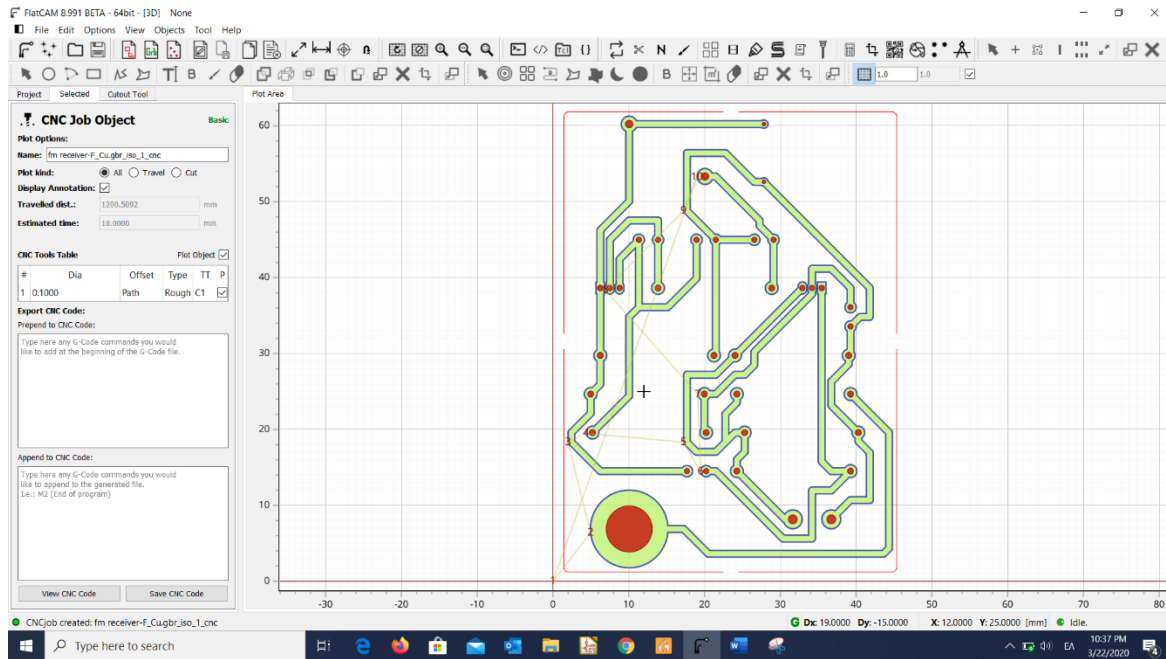 FlatCAM 8.991 BETA - 64bit - [3D] None
File Edit Options View Objects Tool Help
1.0 1.0
Project Selected Cutout Tool
Plot Area
CNC Job Object Basic
Plot Options:
Name: fm receiver-F_Cu.gbr_iso_1_cnc
Plot kind: All Travel Cut
Display Annotation:
Travelled dist.: 1200.5092 mm
Estimated time: 18.0000 mm
CNC Tools Table Plot Object
# Dia Offset Type TT P
1 0.1000 Path Rough C1
Export CNC Code:
Prepend to CNC Code:
Type here any G-Code commands you would
like to add at the beginning of the G-Code file.
Append to CNC Code:
Type here any G-Code commands you would
like to append to the generated file.
I.e.: M2 (End of program)
View CNC Code Save CNC Code
60
50
40
30
20
10
0
10
9
7
4
3
5
6
2
1
-30 -20 -10 0 10 20 30 40 50 60 70 80
CNCjob created: fm receiver-F_Cu.gbr_iso_1_cnc
G Dx: 19.0000 Dy: -15.0000 X: 12.0000 Y: 25.0000 [mm] Idle.
Type here to search
ΕΛ
10:37 PM
3/22/2020
4